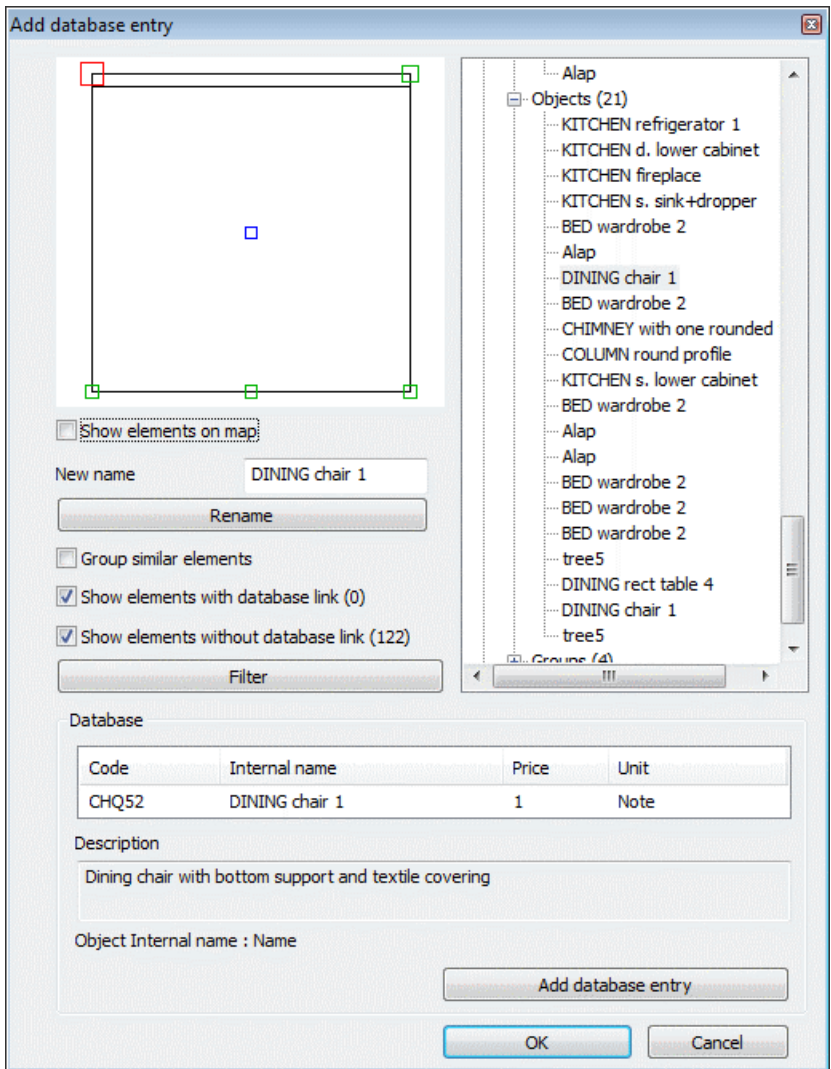 Add database entry
Alap
Objects (21)
KITCHEN refrigerator 1
KITCHEN d. lower cabinet
KITCHEN fireplace
KITCHEN s. sink+dropper
BED wardrobe 2
Alap
DINING chair 1
BED wardrobe 2
CHIMNEY with one rounded
COLUMN round profile
KITCHEN s. lower cabinet
BED wardrobe 2
Alap
Alap
BED wardrobe 2
BED wardrobe 2
BED wardrobe 2
tree5
DINING rect table 4
DINING chair 1
tree5
Groups (4)
Show elements on map
New name DINING chair 1
Rename
Group similar elements
Show elements with database link (0)
Show elements without database link (122)
Filter
Database
Code Internal name Price Unit
CHQ52 DINING chair 1 1 Note
Description
Dining chair with bottom support and textile covering
Object Internal name : Name
Add database entry
OK Cancel